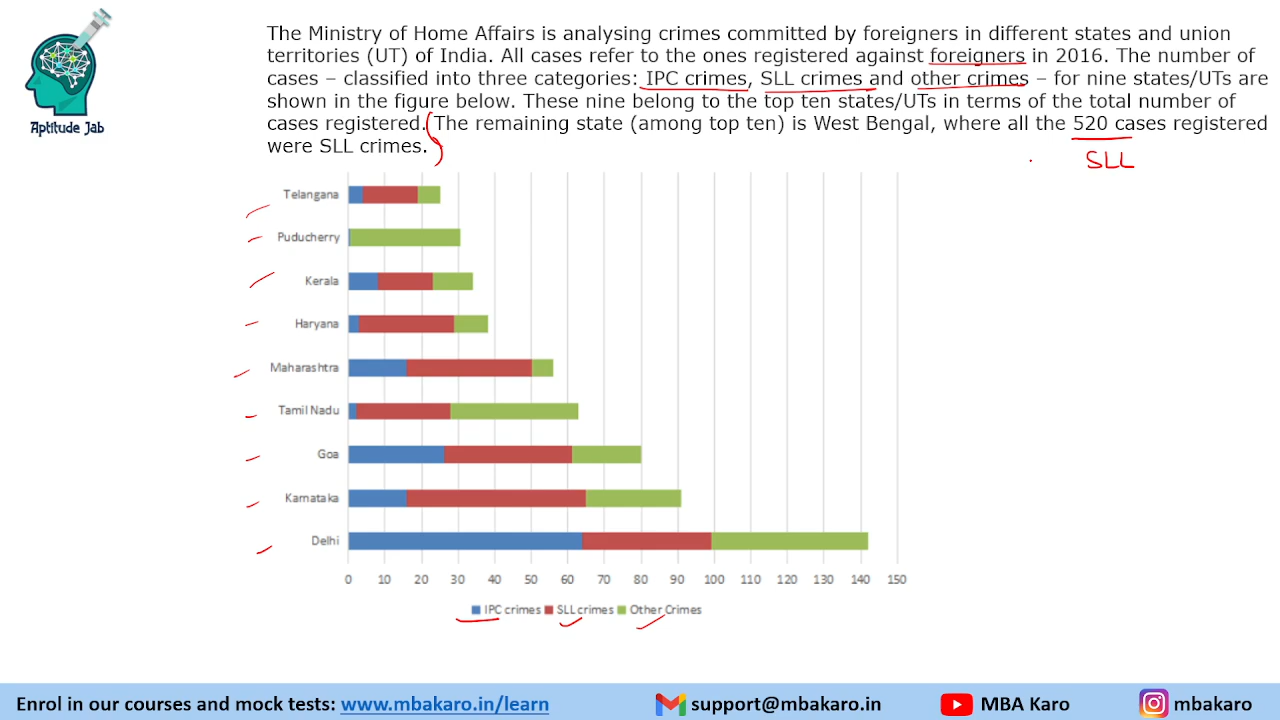 The Ministry of Home Affairs is analysing crimes committed by foreigners in different states and union
territories (UT) of India. All cases refer to the ones registered against foreigners in 2016. The number of
cases – classified into three categories: IPC crimes, SLL crimes and other crimes – for nine states/UTs are
shown in the figure below. These nine belong to the top ten states/UTs in terms of the total number of
cases registered. The remaining state (among top ten) is West Bengal, where all the 520 cases registered
were SLL crimes.
SLL
Aptitude Jab
Telangana
Puducherry
Kerala
Haryana
Maharashtra
Tamil Nadu
Goa
Karnataka
Delhi
0 10 20 30 40 50 60 70 80 90 100 110 120 130 140 150
IPC crimes SLL crimes Other Crimes
Enrol in our courses and mock tests: www.mbakaro.in/learn support@mbakaro.in MBA Karo mbakaro